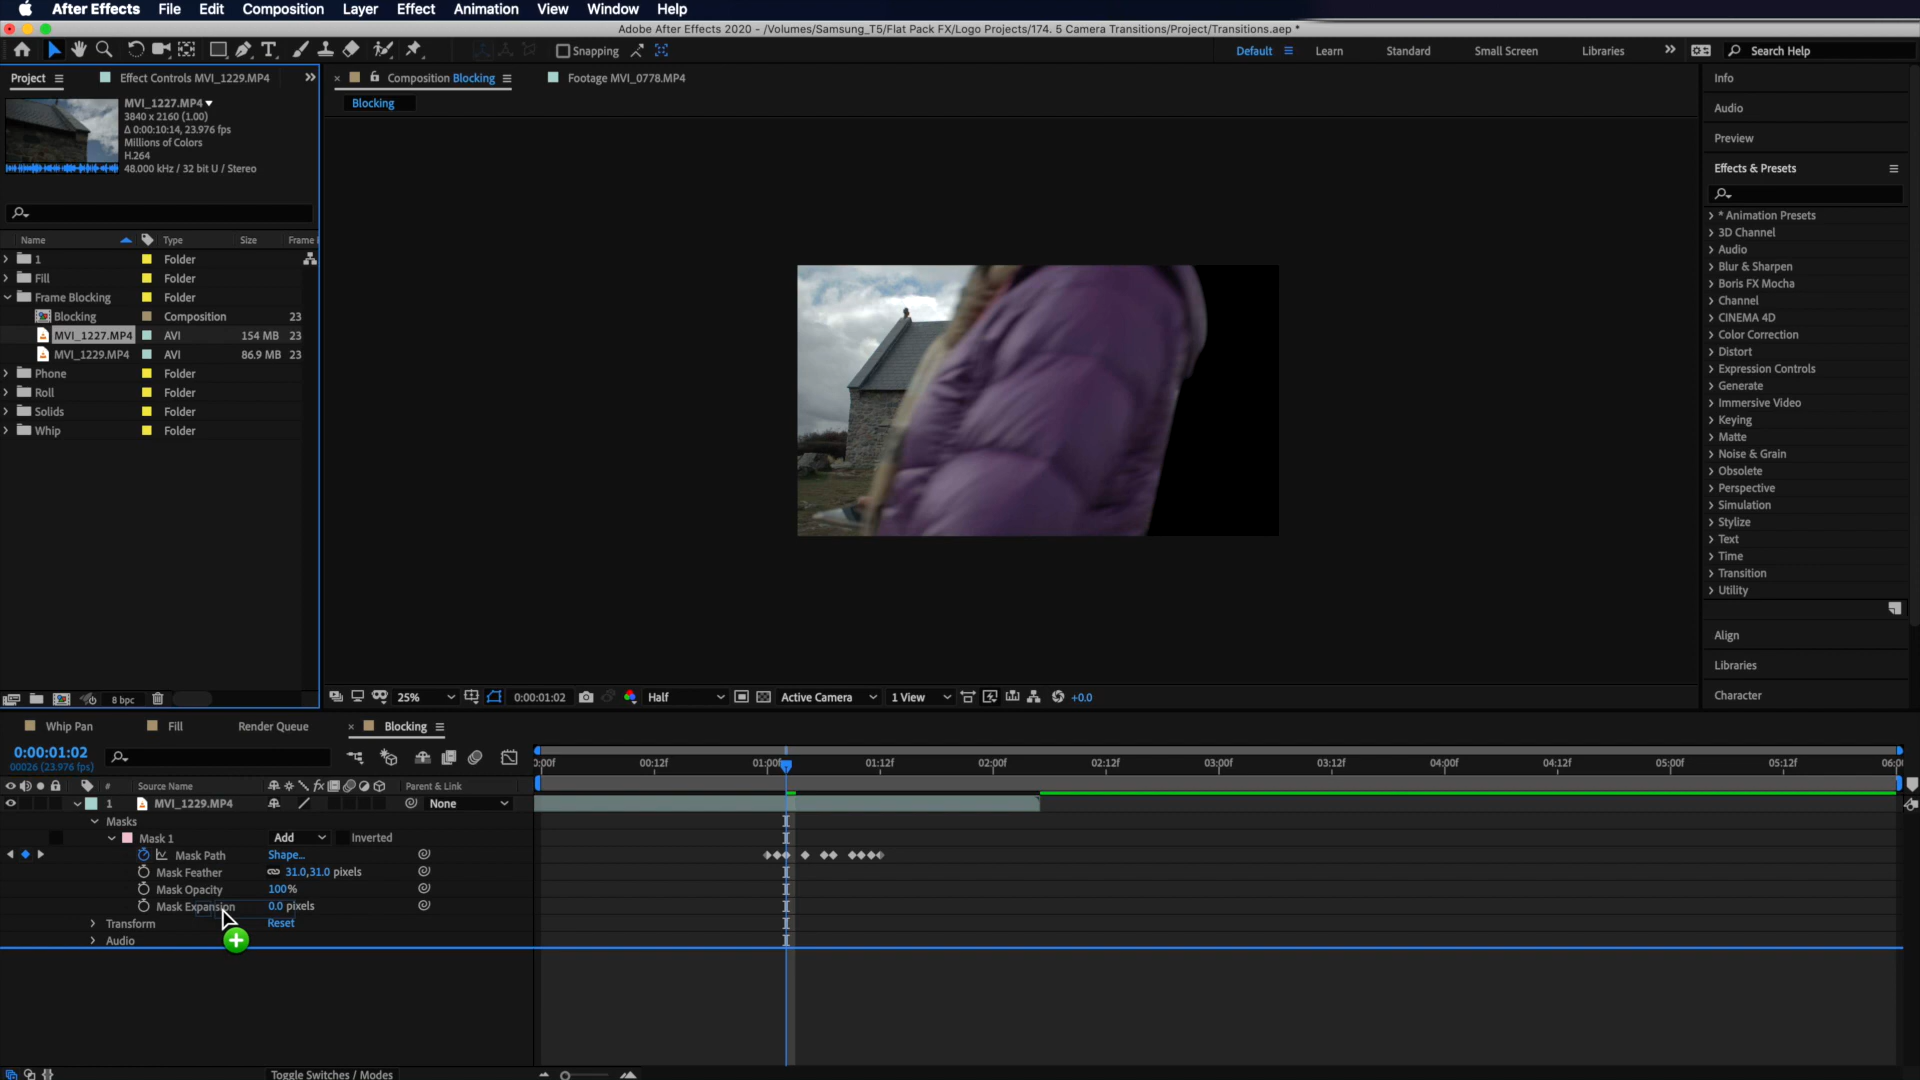 After Effects File Edit Composition Layer Effect Animation View Window Help
Adobe After Effects 2020 - /Volumes/Samsung_T5/Flat Pack FX/Logo Projects/174. 5 Camera Transitions/Project/Transitions.aep *
Snapping Default Learn Standard Small Screen Libraries Search Help
Project Effect Controls MVI_1229.MP4 Composition Blocking Footage MVI_0778.MP4
Blocking
MVI_1227.MP4
3840 x 2160 (1.00)
Δ 0:00:10:14, 23.976 fps
Millions of Colors
H.264
48.000 kHz / 32 bit U / Stereo
Name Type Size Frame
1 Folder
Fill Folder
Frame Blocking Folder
Blocking Composition 23
MVI_1227.MP4 AVI 154 MB 23
MVI_1229.MP4 AVI 86.9 MB 23
Phone Folder
Roll Folder
Solids Folder
Whip Folder
8 bpc
25% 0:00:01:02 Half Active Camera 1 View +0.0
Info
Audio
Preview
Effects & Presets
* Animation Presets
3D Channel
Audio
Blur & Sharpen
Boris FX Mocha
Channel
CINEMA 4D
Color Correction
Distort
Expression Controls
Generate
Immersive Video
Keying
Matte
Noise & Grain
Obsolete
Perspective
Simulation
Stylize
Text
Time
Transition
Utility
Align
Libraries
Character
Whip Pan Fill Render Queue Blocking
0:00:01:02
00026 (23.976 fps)
0:00f 00:12f 01:00f 01:12f 02:00f 02:12f 03:00f 03:12f 04:00f 04:12f 05:00f 05:12f 06:00
# Source Name fx Parent & Link
1 MVI_1229.MP4 None
Masks
Mask 1 Add Inverted
Mask Path Shape...
Mask Feather 31.0,31.0 pixels
Mask Opacity 100%
Mask Expansion 0.0 pixels
Transform Reset
Audio
Toggle Switches / Modes